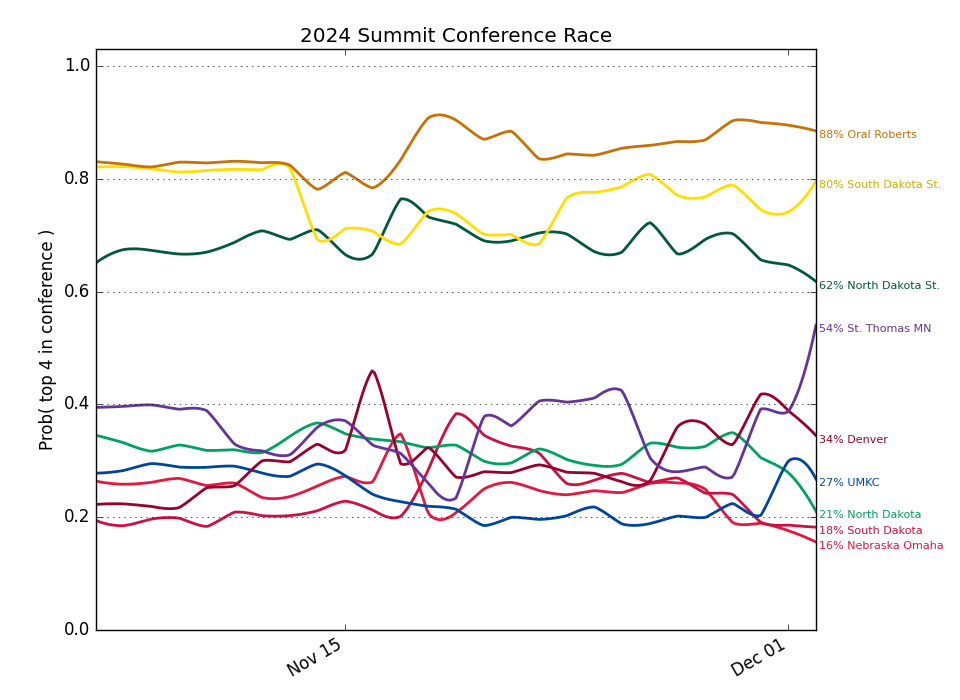 2024 Summit Conference Race
Prob( top 4 in conference )
1.0
0.8
0.6
0.4
0.2
0.0
Nov 15
Dec 01
88% Oral Roberts
80% South Dakota St.
62% North Dakota St.
54% St. Thomas MN
34% Denver
27% UMKC
21% North Dakota
18% South Dakota
16% Nebraska Omaha